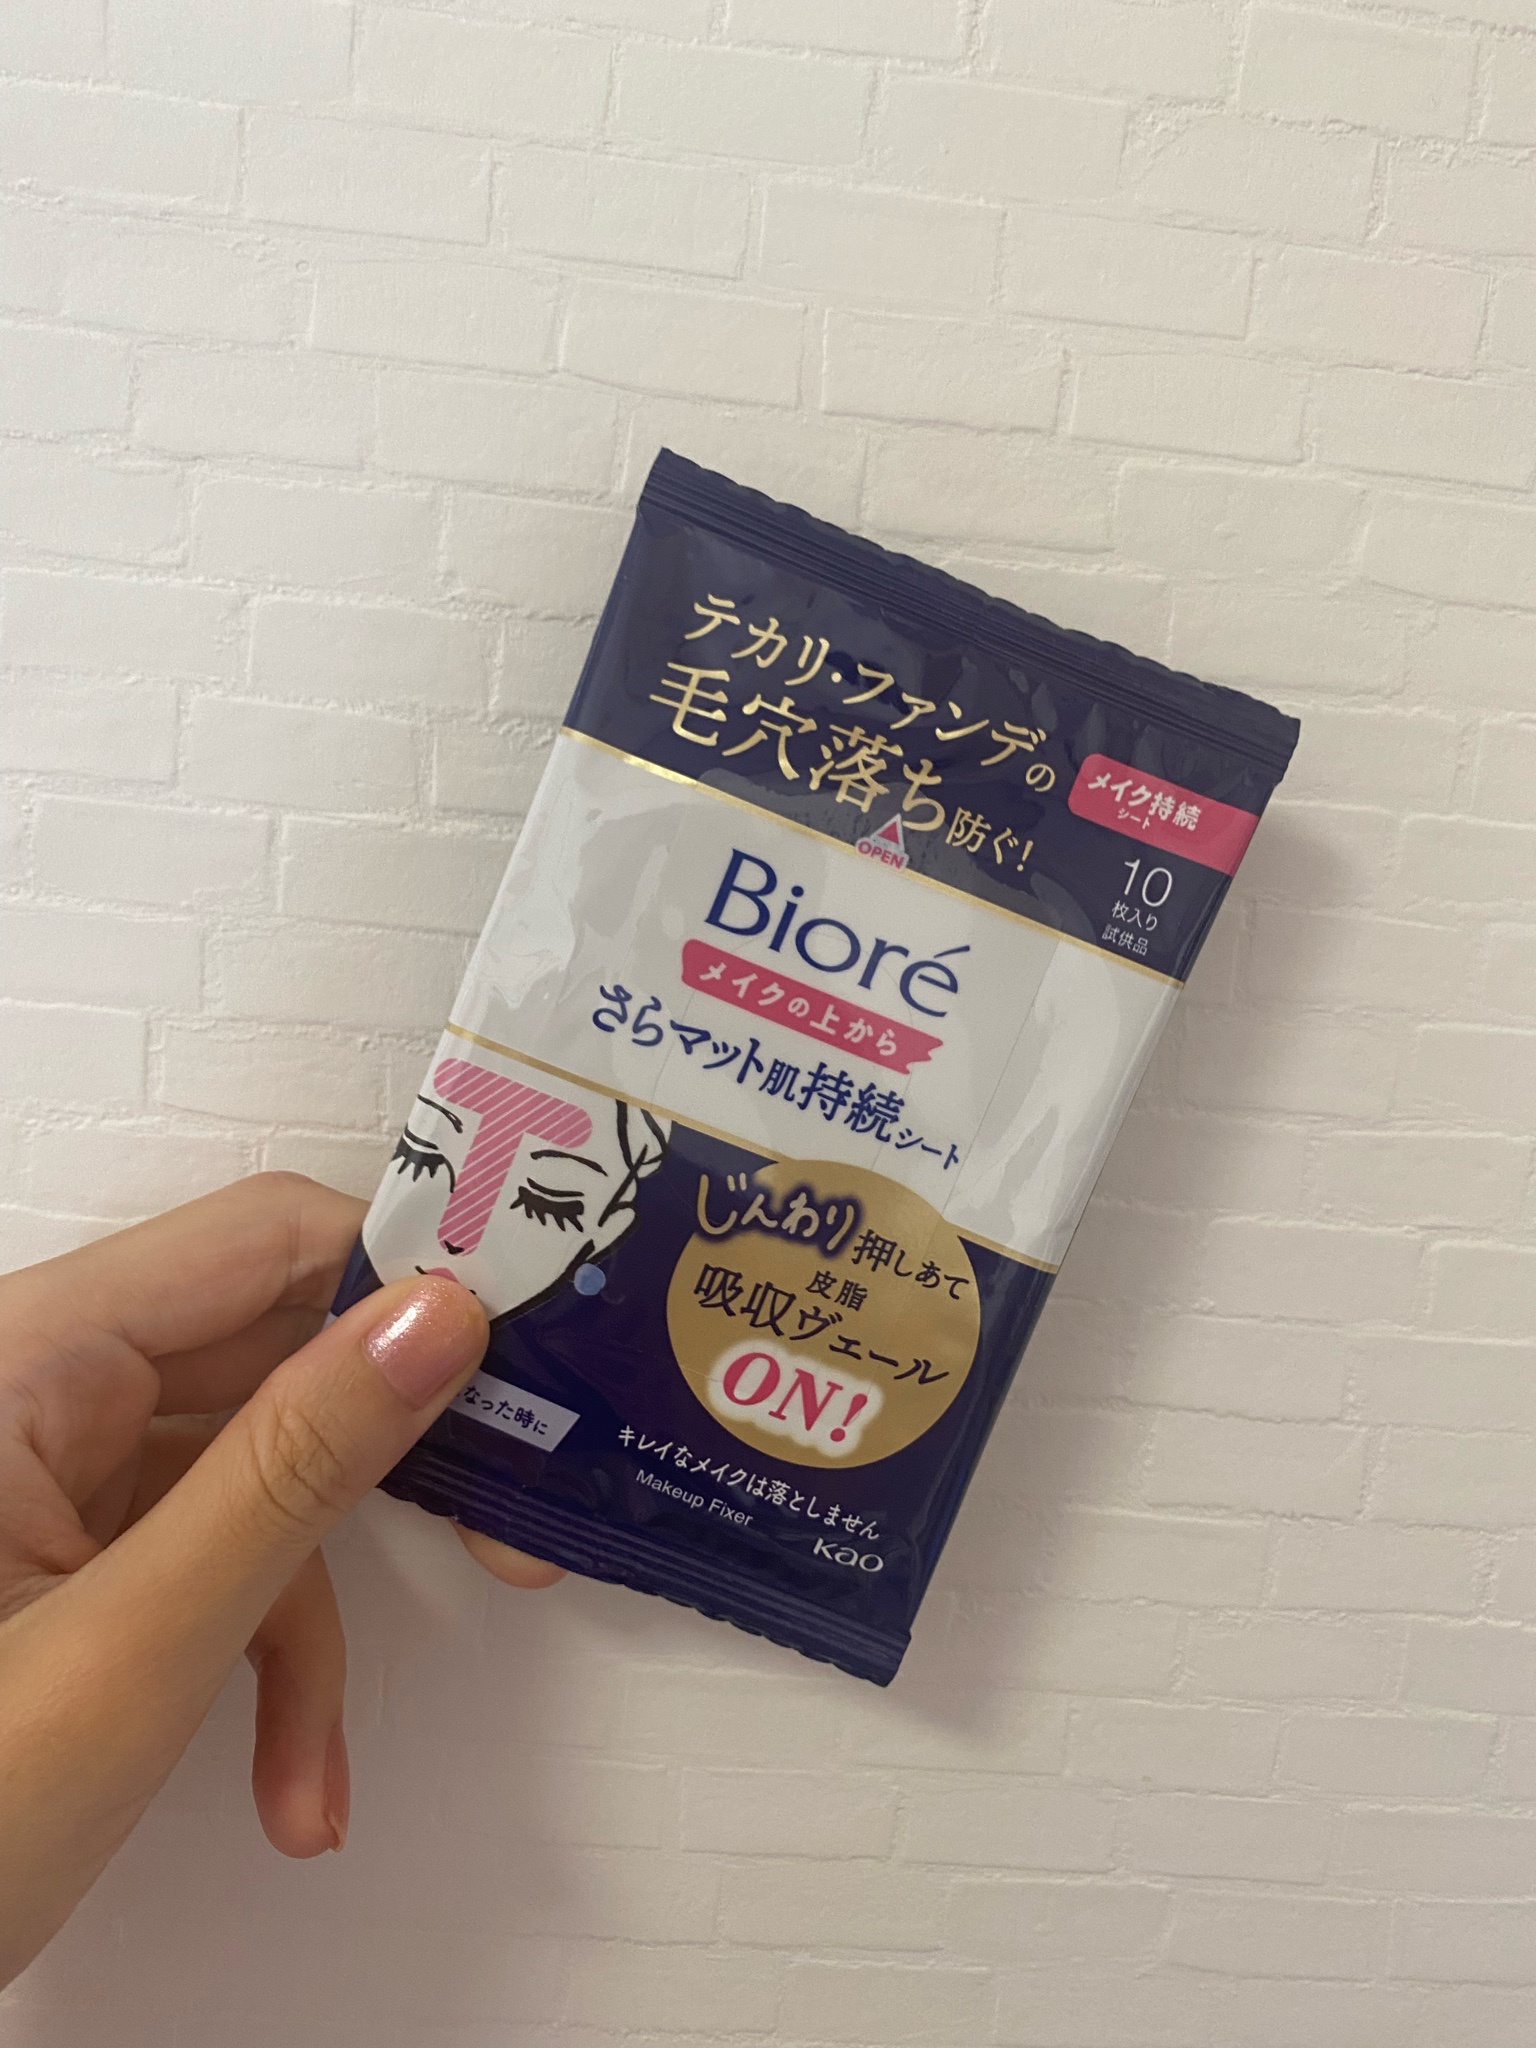 テカリ・ファンデの
毛穴落ち防ぐ!
メイク持続
シート
OPEN
10
枚入り
試供品
Bioré
メイクの上から
さらマット肌持続シート
じんわり押しあて
皮脂
吸収ヴェール
ON!
なった時に
キレイなメイクは落としません
Makeup Fixer
Kao